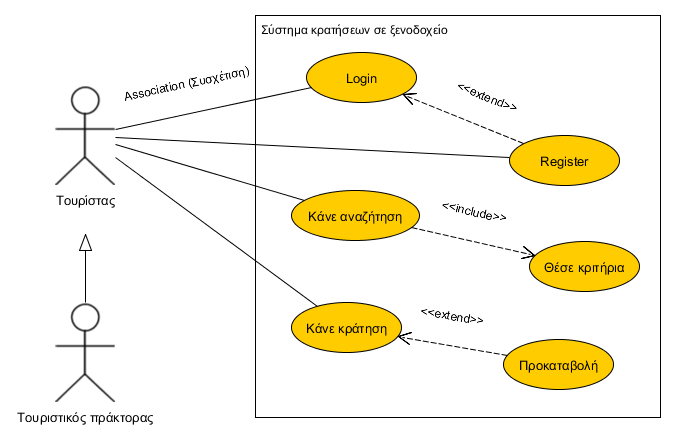 Σύστημα κρατήσεων σε ξενοδοχείο
Association (Συσχέτιση)
Login
<<extend>>
Register
Τουρίστας
Κάνε αναζήτηση
<<include>>
Θέσε κριτήρια
<<extend>>
Κάνε κράτηση
Προκαταβολή
Τουριστικός πράκτορας